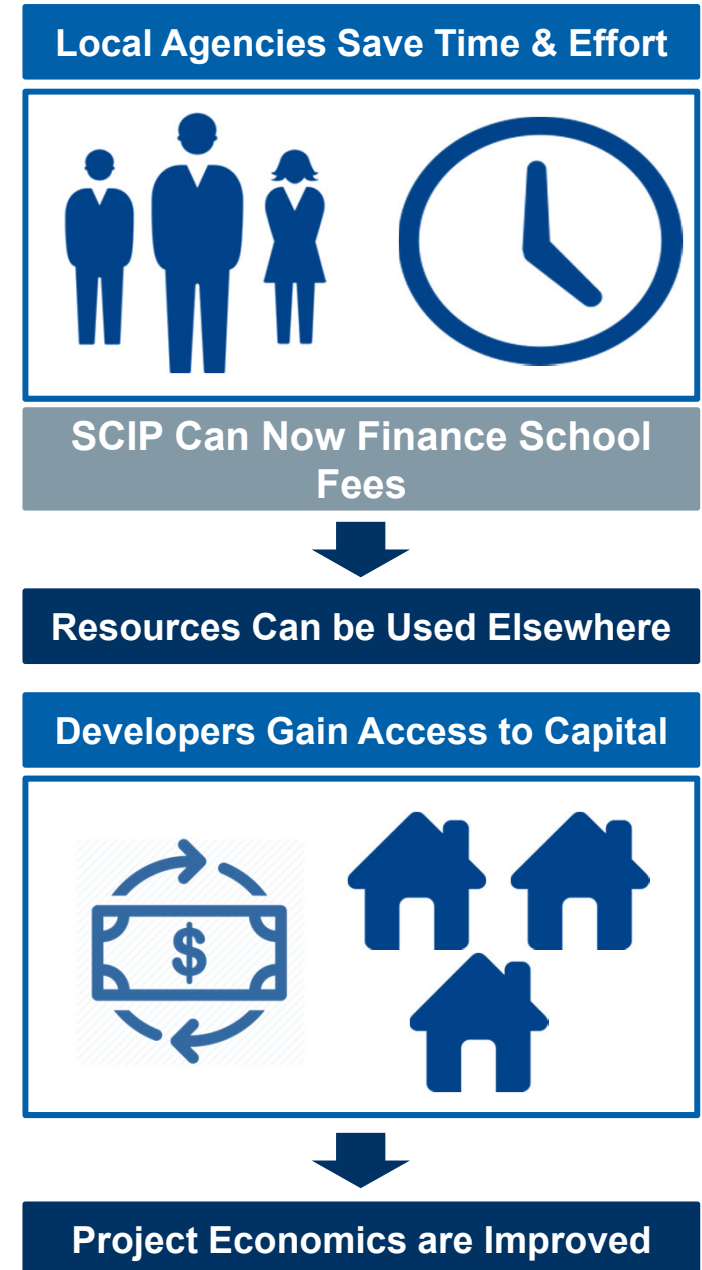 Local Agencies Save Time & Effort
SCIP Can Now Finance School
Fees
Resources Can be Used Elsewhere
Developers Gain Access to Capital
$
Project Economics are Improved